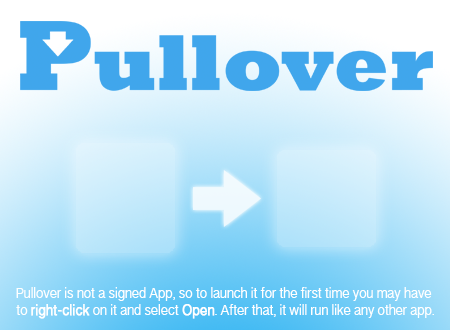 Pullover
Pullover is not a signed App, so to launch it for the first time you may have
to right-click on it and select Open. After that, it will run like any other app.